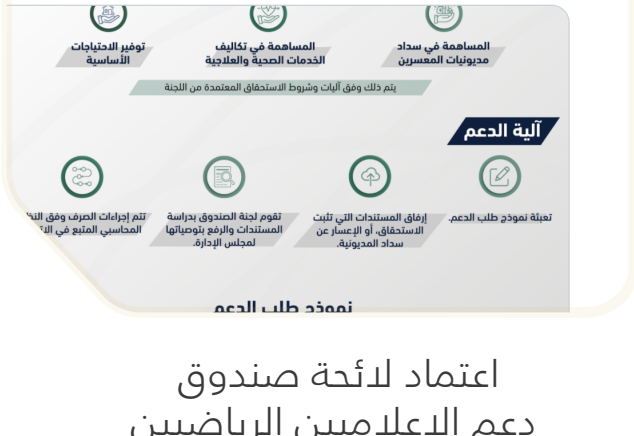 المساهمة في سداد
مديونيات المعسرين
المساهمة في تكاليف
الخدمات الصحية والعلاجية
توفير الاحتياجات
الأساسية
يتم ذلك وفق آليات وشروط الاستحقاق المعتمدة من اللجنة
آلية الدعم
تعبئة نموذج طلب الدعم.
إرفاق المستندات التي تثبت
الاستحقاق، أو الإعسار عن
سداد المديونية.
تقوم لجنة الصندوق بدراسة
المستندات والرفع بتوصياتها
لمجلس الإدارة.
تتم إجراءات الصرف وفق
المحاسبي المتبع في
نموذج طلب الدعم
اعتماد لائحة صندوق
دعم الإعلاميين الرياضيين